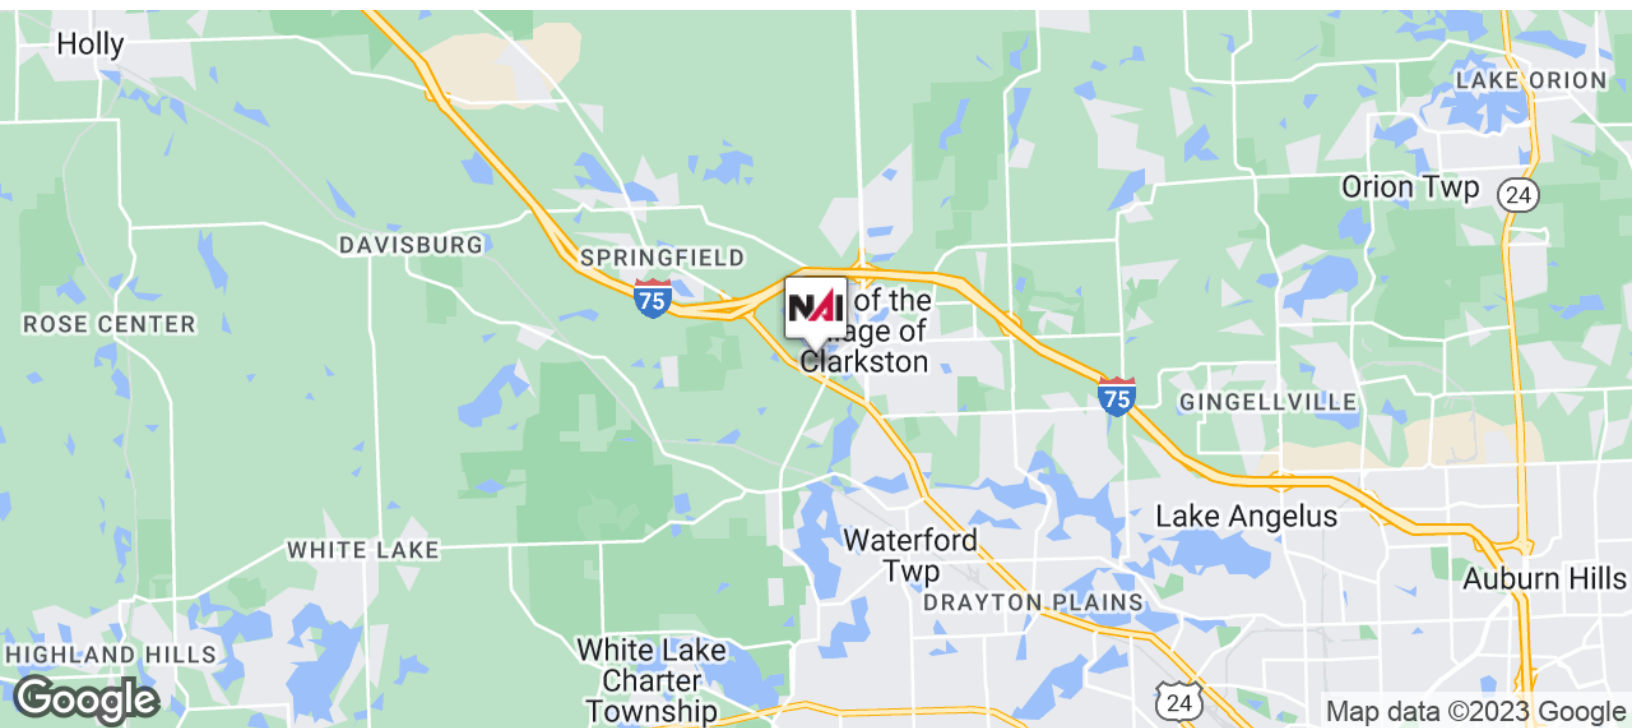 Holly
LAKE ORION
Orion Twp
24
DAVISBURG
SPRINGFIELD
75
NAI
of the
Clarkston
ROSE CENTER
75
GINGELLVILLE
Lake Angelus
WHITE LAKE
Waterford
Twp
Auburn Hills
DRAYTON PLAINS
HIGHLAND HILLS
White Lake
Charter
Township
24
Google
Map data ©2023 Google